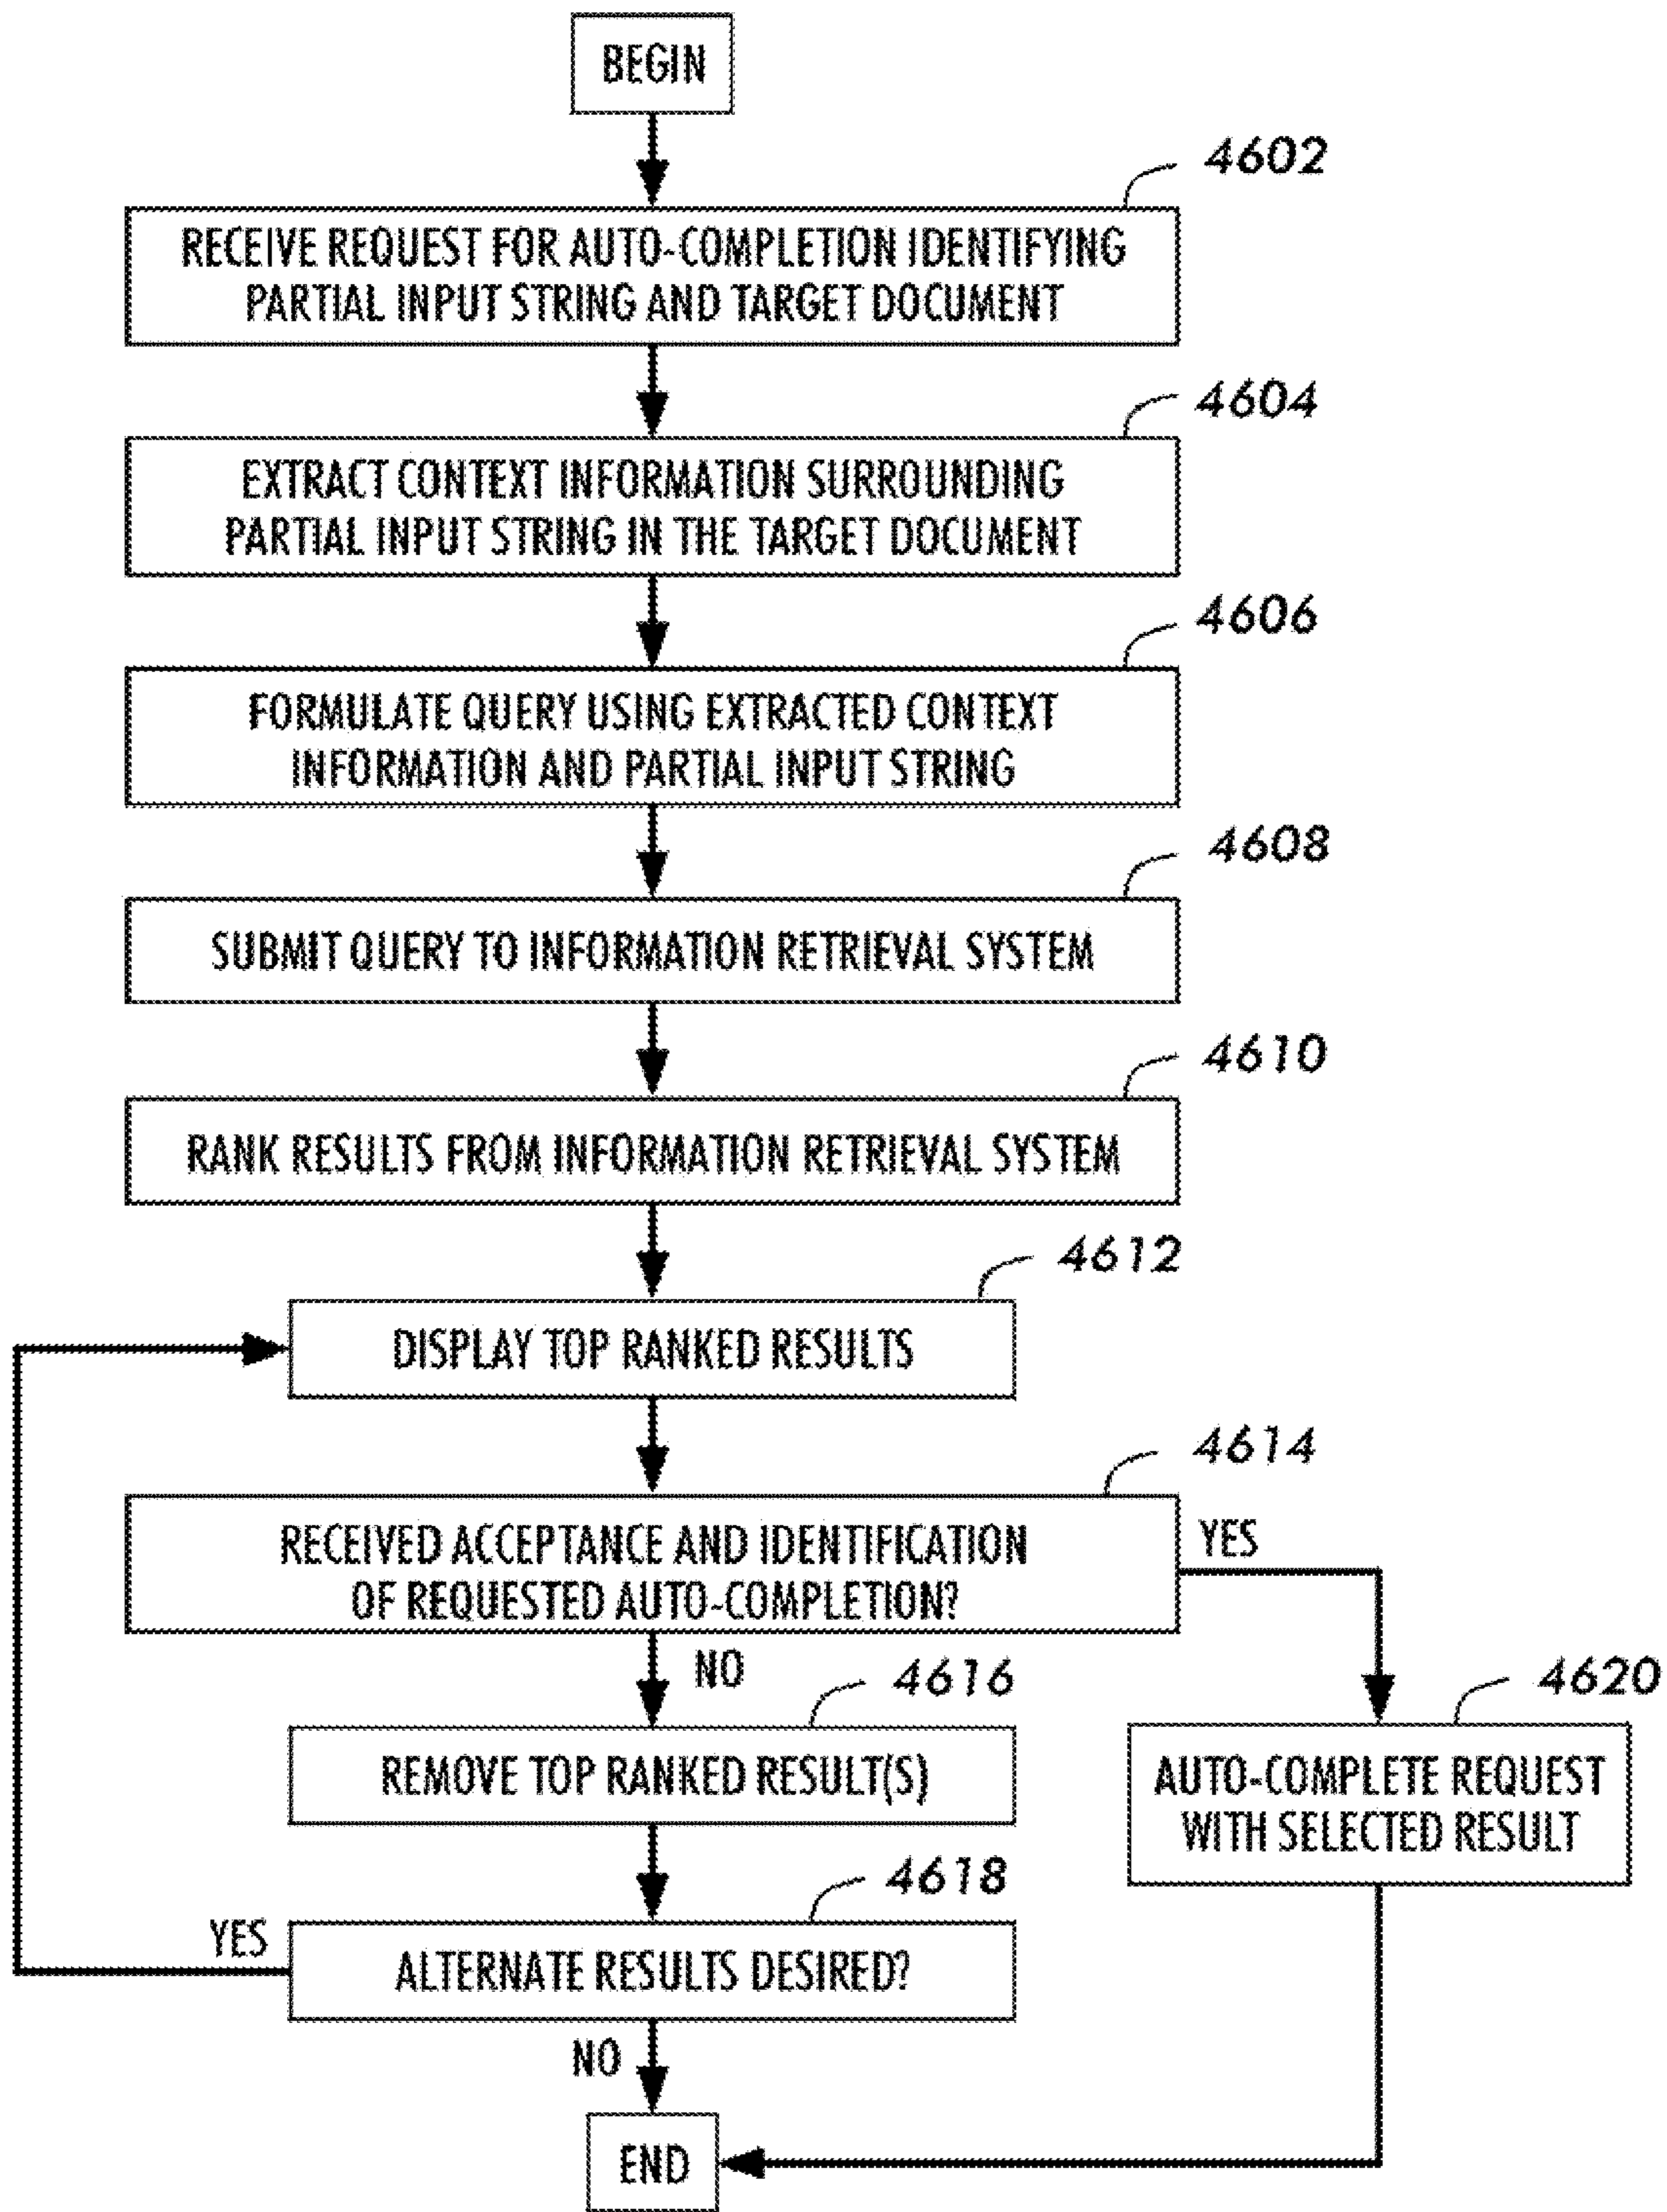 BEGIN
4602
RECEIVE REQUEST FOR AUTO-COMPLETION IDENTIFYING
PARTIAL INPUT STRING AND TARGET DOCUMENT
4604
EXTRACT CONTEXT INFORMATION SURROUNDING
PARTIAL INPUT STRING IN THE TARGET DOCUMENT
4606
FORMULATE QUERY USING EXTRACTED CONTEXT
INFORMATION AND PARTIAL INPUT STRING
4608
SUBMIT QUERY TO INFORMATION RETRIEVAL SYSTEM
4610
RANK RESULTS FROM INFORMATION RETRIEVAL SYSTEM
4612
DISPLAY TOP RANKED RESULTS
4614
RECEIVED ACCEPTANCE AND IDENTIFICATION
OF REQUESTED AUTO-COMPLETION?
YES
NO
4616
REMOVE TOP RANKED RESULT(S)
4620
AUTO-COMPLETE REQUEST
WITH SELECTED RESULT
4618
YES
ALTERNATE RESULTS DESIRED?
NO
END